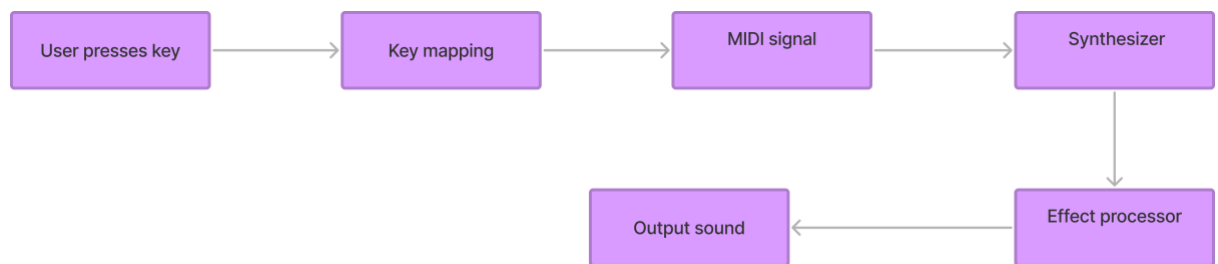 User presses key
Key mapping
MIDI signal
Synthesizer
Output sound
Effect processor